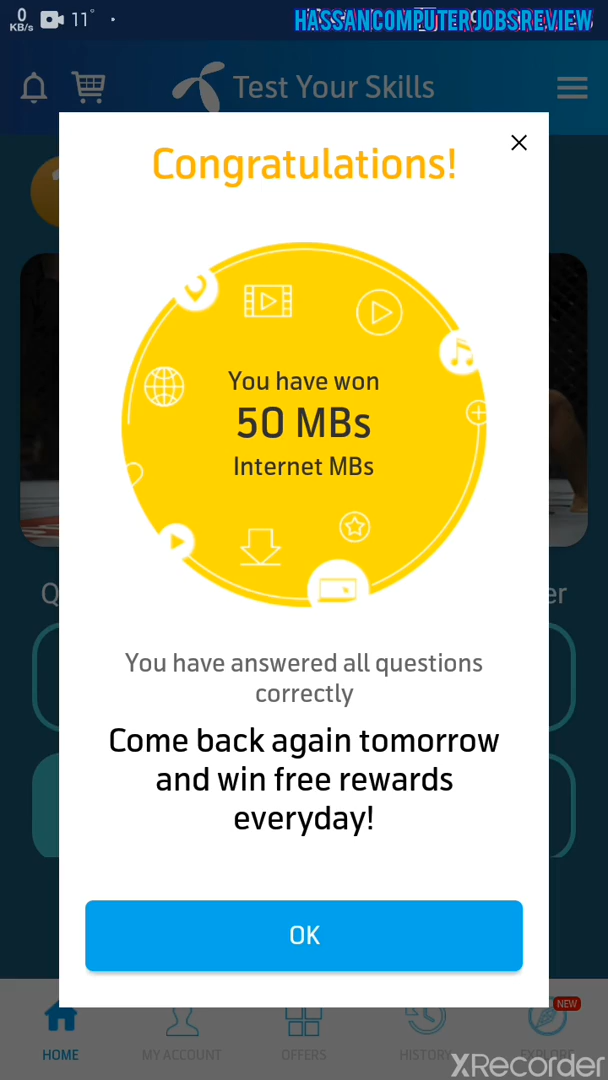 0
KB/s
11°
HASSANCOMPUTERJOBSREVIEW
Test Your Skills
Congratulations!
You have won
50 MBs
Internet MBs
You have answered all questions
correctly
Come back again tomorrow
and win free rewards
everyday!
OK
NEW
HOME
MY ACCOUNT
OFFERS
HISTORY
EXPLORE
XRecorder